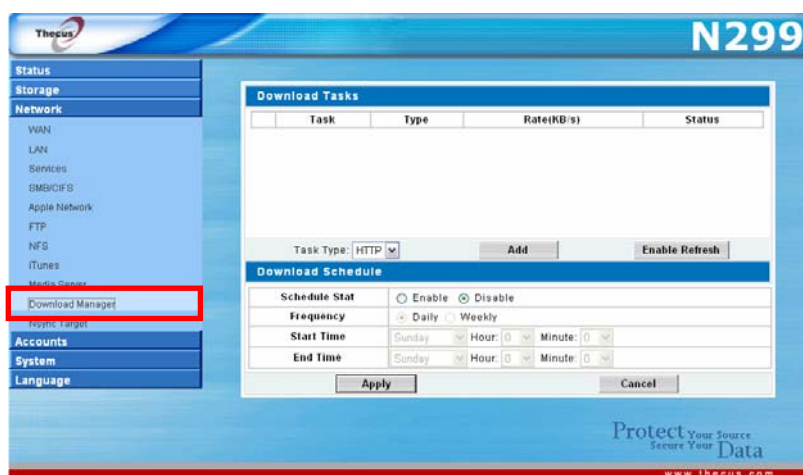 Thecus
N299
Status
Storage
Network
WAN
LAN
Services
SMB/CIFS
Apple Network
FTP
NFS
iTunes
Media Server
Download Manager
Nsync Target
Accounts
System
Language
Download Tasks
Task Type Rate(KB/s) Status
Task Type: HTTP Add Enable Refresh
Download Schedule
Schedule Stat Enable Disable
Frequency Daily Weekly
Start Time Sunday Hour: 0 Minute: 0
End Time Sunday Hour: 0 Minute: 0
Apply Cancel
Protect Your Source
Secure Your Data
www.thecus.com